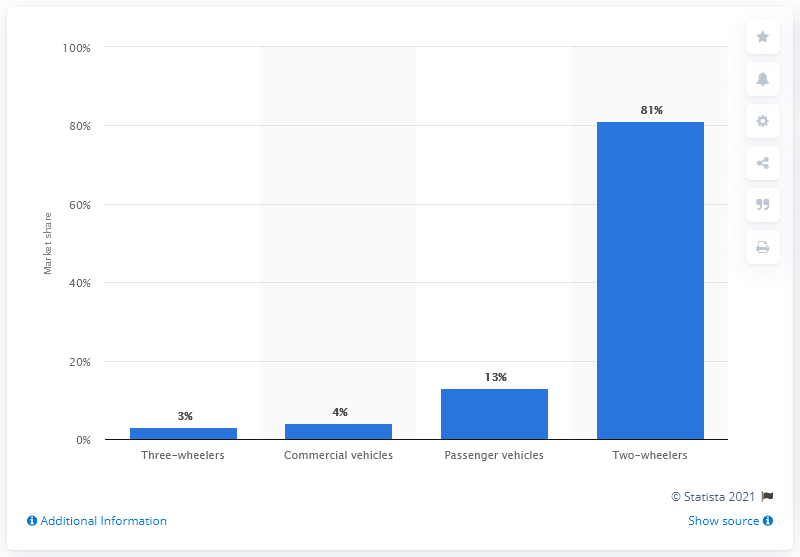 100%
80%
60%
40%
20%
0%
Market share
3%
4%
13%
81%
Three-wheelers
Commercial vehicles
Passenger vehicles
Two-wheelers
© Statista 2021
Additional Information
Show source